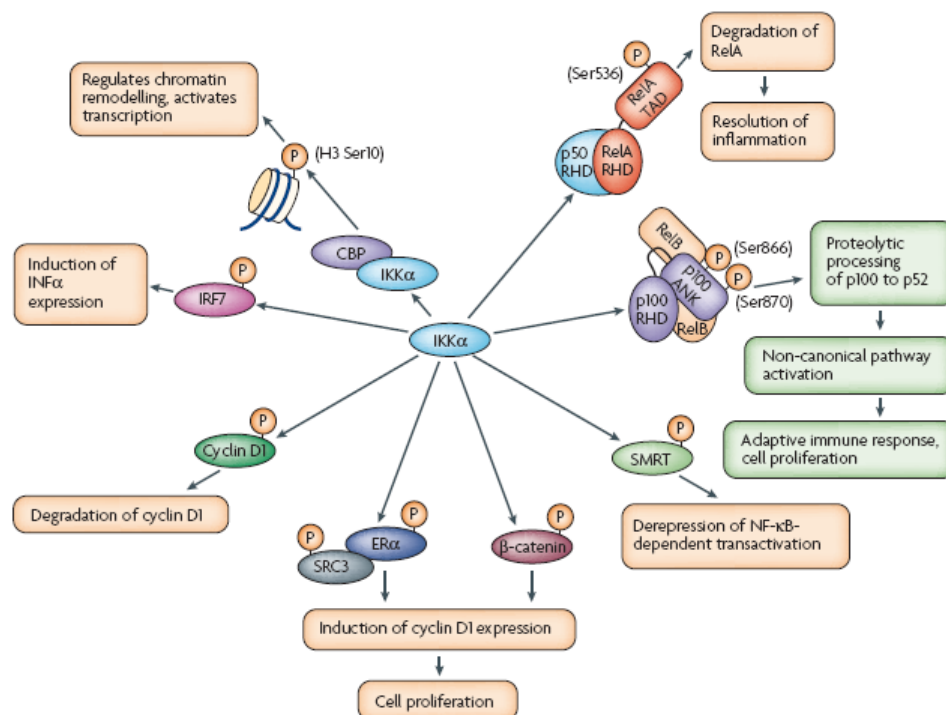 Regulates chromatin
remodelling, activates
transcription
P
(H3 Ser10)
CBP
IKKα
Induction of
INFα
expression
P
IRF7
P
(Ser536)
RelA
TAD
p50
RHD
RelA
RHD
Degradation of
RelA
Resolution of
inflammation
RelB
p100
ANK
p100
RHD
RelB
P
(Ser866)
P
(Ser870)
Proteolytic
processing
of p100 to p52
Non-canonical pathway
activation
Adaptive immune response,
cell proliferation
IKKα
P
Cyclin D1
Degradation of cyclin D1
P
SRC3
P
ERα
P
β-catenin
Induction of cyclin D1 expression
Cell proliferation
P
SMRT
Derepression of NF-κB-
dependent transactivation